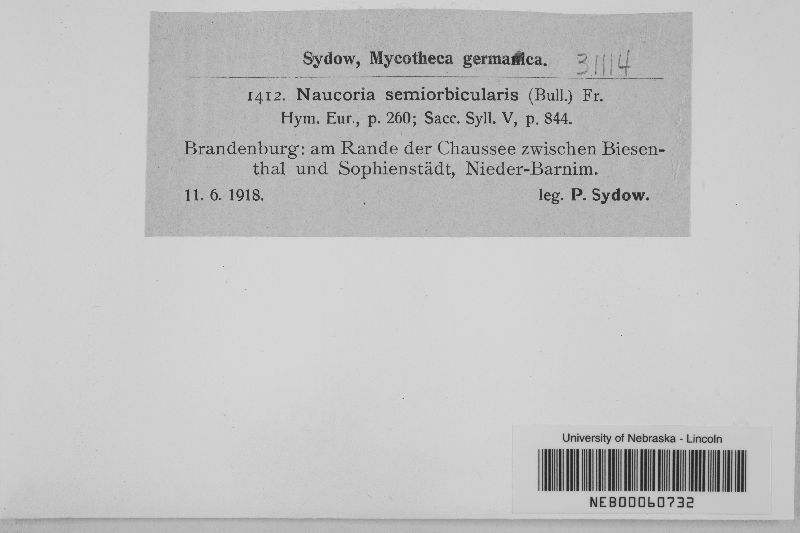 Sydow, Mycotheca germanica. 31114
1412. Naucoria semiorbicularis (Bull.) Fr.
Hym. Eur., p. 260; Sacc. Syll. V, p. 844.
Brandenburg: am Rande der Chaussee zwischen Biesen-
thal und Sophienstädt, Nieder-Barnim.
11. 6. 1918. leg. P. Sydow.
University of Nebraska - Lincoln
NEB00060732